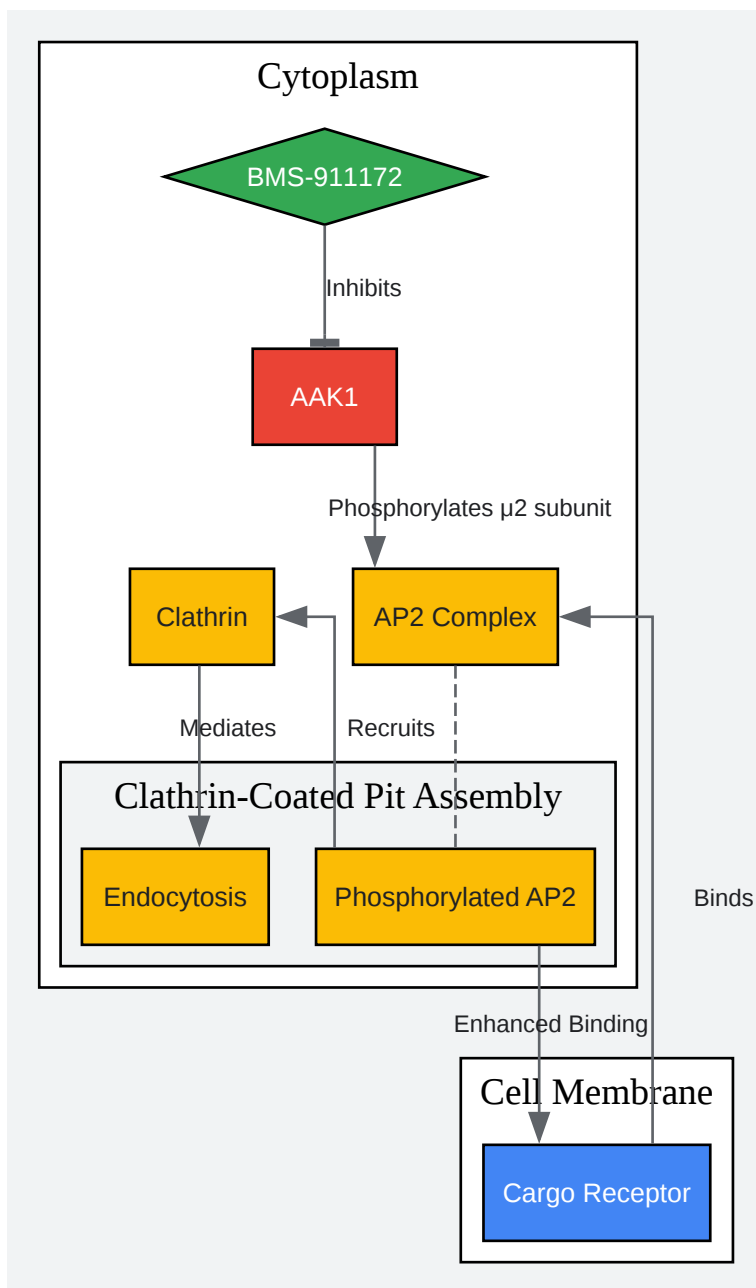 Cytoplasm
BMS-911172
Inhibits
AAK1
Phosphorylates μ2 subunit
Clathrin
AP2 Complex
Mediates
Recruits
Clathrin-Coated Pit Assembly
Endocytosis
Phosphorylated AP2
Binds
Enhanced Binding
Cell Membrane
Cargo Receptor